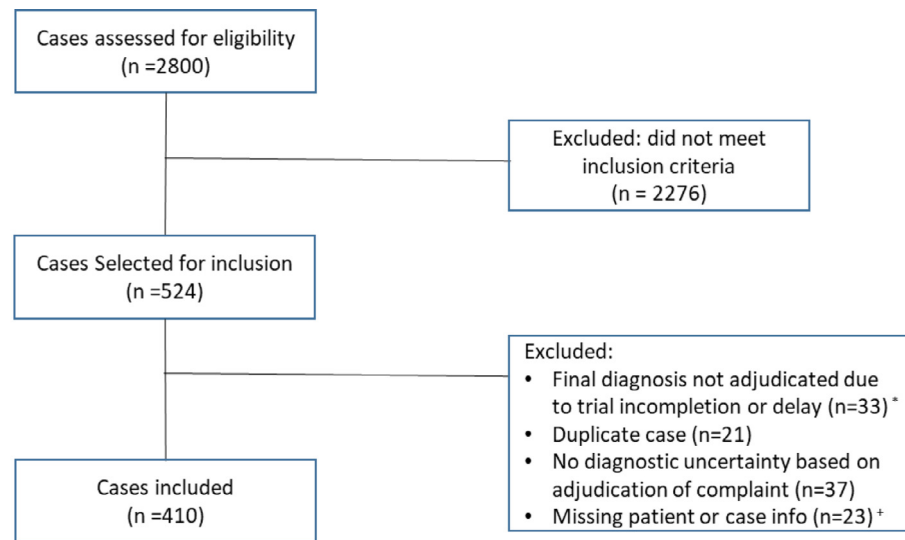 Cases assessed for eligibility
(n =2800)
Excluded: did not meet
inclusion criteria
(n = 2276)
Cases Selected for inclusion
(n =524)
Excluded:
• Final diagnosis not adjudicated due
to trial incompletion or delay (n=33) *
• Duplicate case (n=21)
• No diagnostic uncertainty based on
adjudication of complaint (n=37)
• Missing patient or case info (n=23) +
Cases included
(n =410)